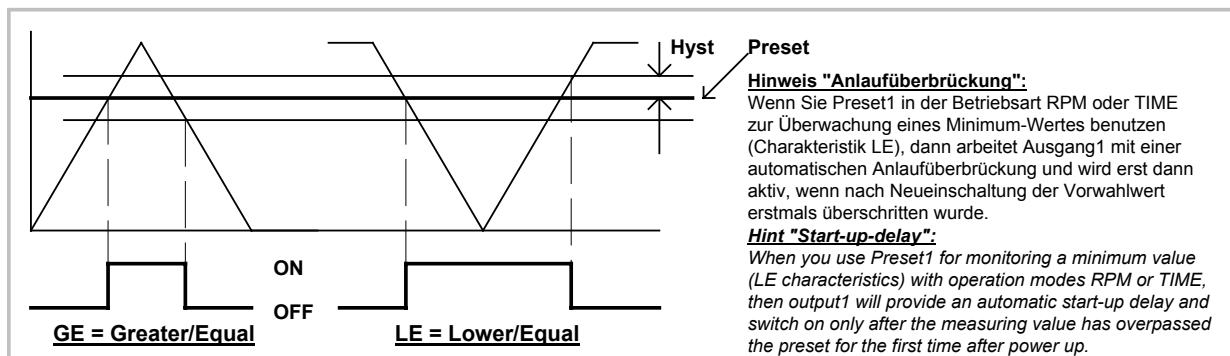 Hyst
Preset
ON
OFF
GE = Greater/Equal
LE = Lower/Equal
Hinweis "Anlaufüberbrückung":
Wenn Sie Preset1 in der Betriebsart RPM oder TIME
zur Überwachung eines Minimum-Wertes benutzen
(Charakteristik LE), dann arbeitet Ausgang1 mit einer
automatischen Anlaufüberbrückung und wird erst dann
aktiv, wenn nach Neueinschaltung der Vorwahlwert
erstmals überschritten wurde.
Hint "Start-up-delay":
When you use Preset1 for monitoring a minimum value
(LE characteristics) with operation modes RPM or TIME,
then output1 will provide an automatic start-up delay and
switch on only after the measuring value has overpassed
the preset for the first time after power up.